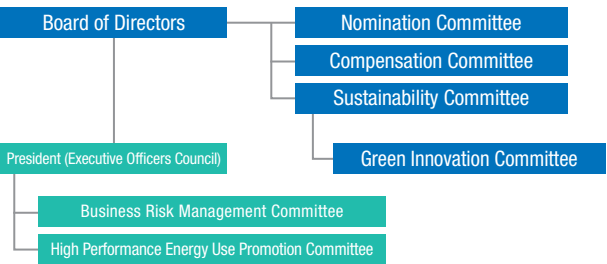 Board of Directors
Nomination Committee
Compensation Committee
Sustainability Committee
Green Innovation Committee
President (Executive Officers Council)
Business Risk Management Committee
High Performance Energy Use Promotion Committee